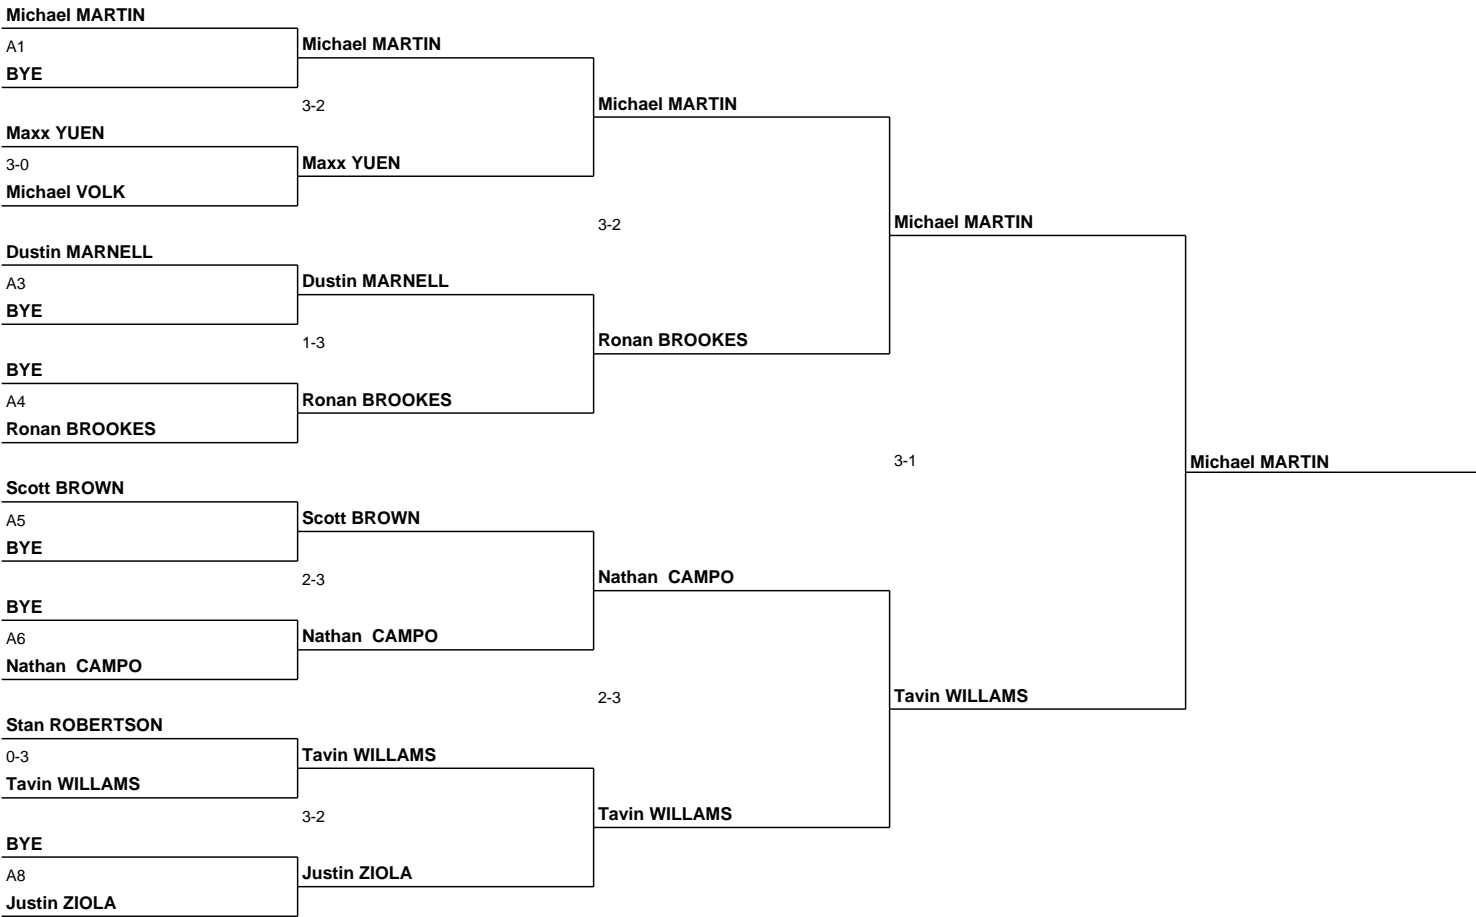 Michael MARTIN
A1
BYE
Maxx YUEN
3-0
Michael VOLK
Dustin MARNELL
A3
BYE
BYE
A4
Ronan BROOKES
Scott BROWN
A5
BYE
BYE
A6
Nathan  CAMPO
Stan ROBERTSON
0-3
Tavin WILLAMS
BYE
A8
Justin ZIOLA
Michael MARTIN
3-2
Maxx YUEN
Dustin MARNELL
1-3
Ronan BROOKES
Scott BROWN
2-3
Nathan  CAMPO
Tavin WILLAMS
3-2
Justin ZIOLA
Michael MARTIN
3-2
Ronan BROOKES
Nathan  CAMPO
2-3
Tavin WILLAMS
Michael MARTIN
3-1
Tavin WILLAMS
Michael MARTIN